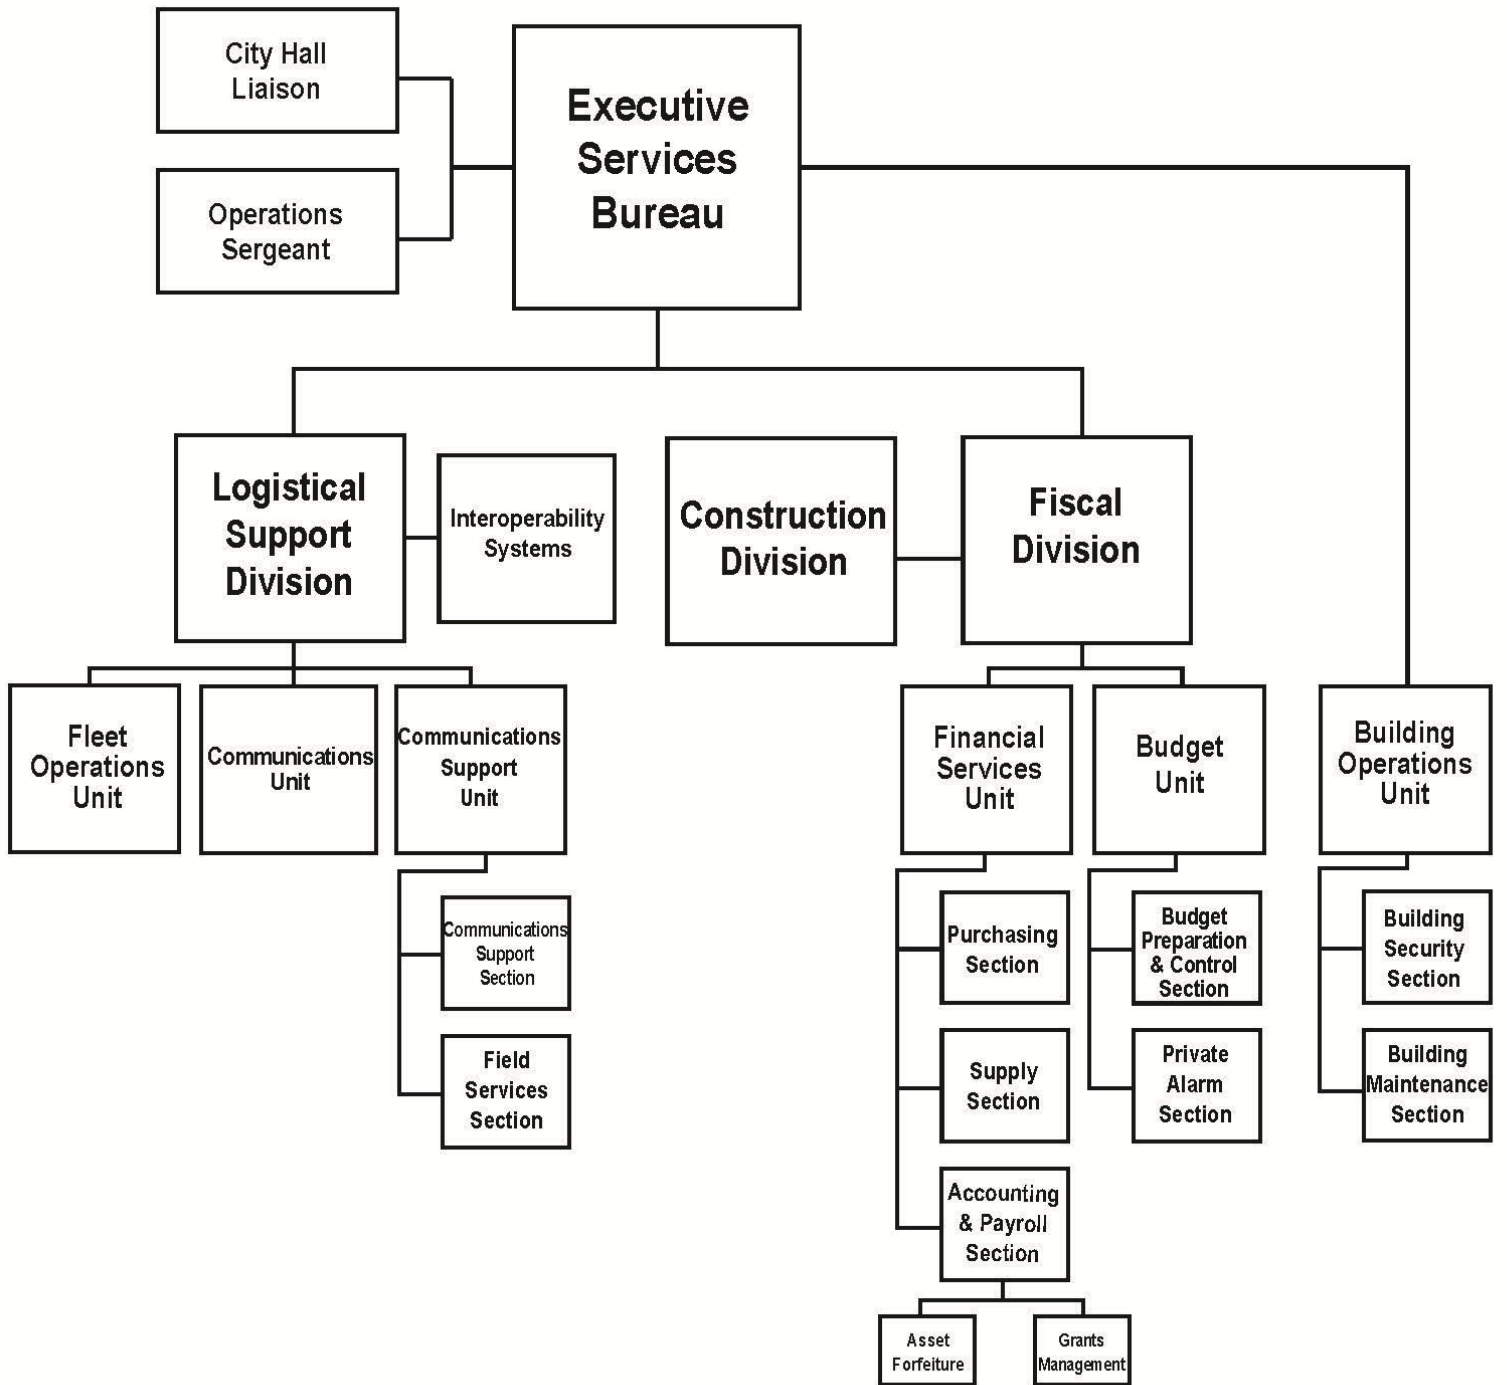 City Hall
Liaison
Executive
Services
Bureau
Operations
Sergeant
Logistical
Support
Division
Interoperability
Systems
Construction
Division
Fiscal
Division
Fleet
Operations
Unit
Communications
Unit
Communications
Support
Unit
Financial
Services
Unit
Budget
Unit
Building
Operations
Unit
Communications
Support
Section
Field
Services
Section
Purchasing
Section
Supply
Section
Accounting
& Payroll
Section
Asset
Forfeiture
Grants
Management
Budget
Preparation
& Control
Section
Private
Alarm
Section
Building
Security
Section
Building
Maintenance
Section